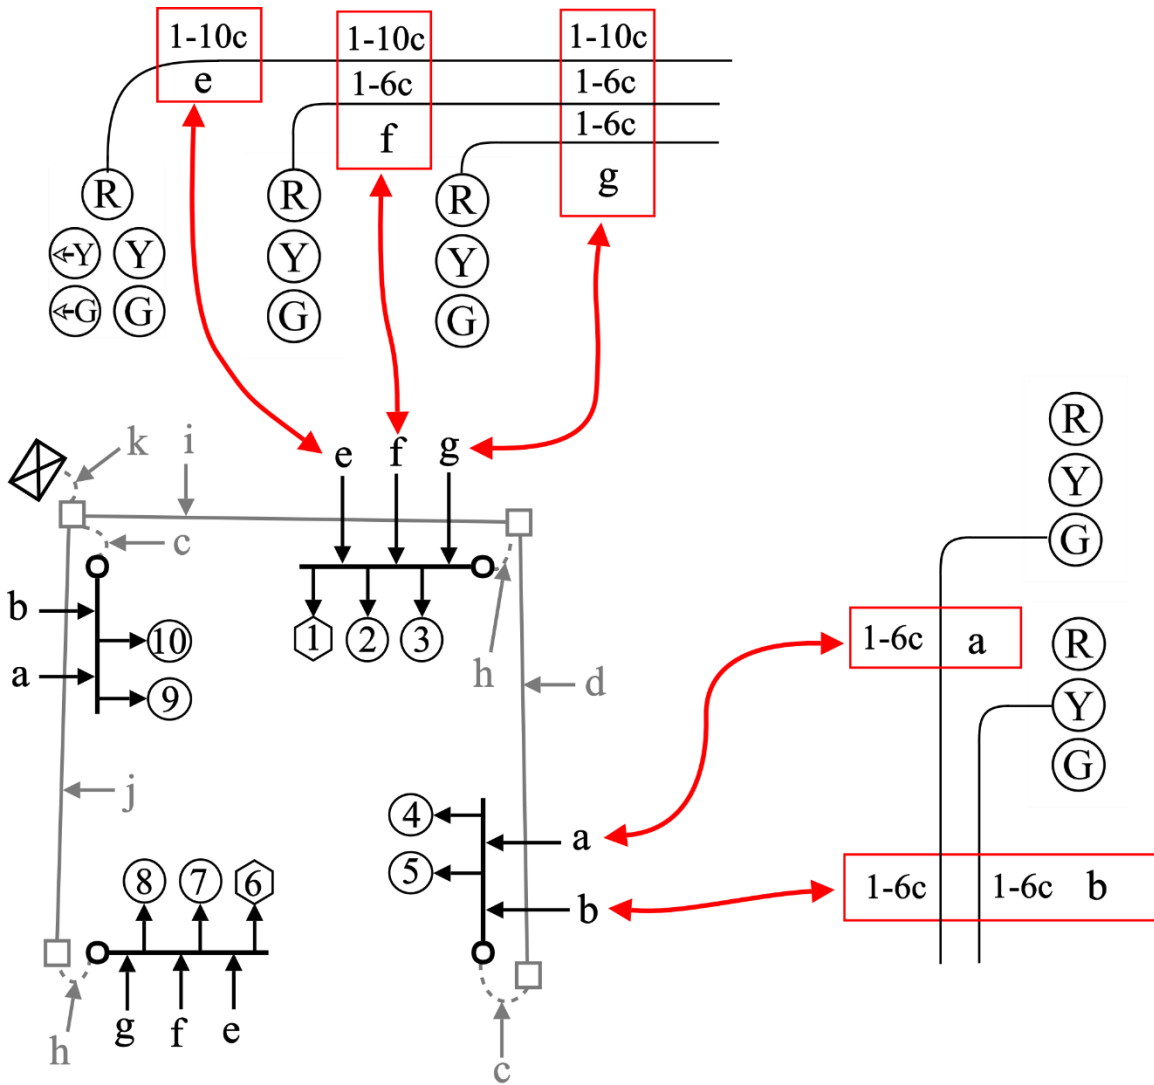 1-10c 1-10c 1-10c
e 1-6c 1-6c
1-6c
f
g
R R R
←Y Y Y Y
←G G G G
R
Y
G
k i e f g
c
b
1 2 3
10
a
9
h
d
1-6c a R
Y
G
j
4 a
5
b
1-6c 1-6c b
8 7 6
g f e
h
c